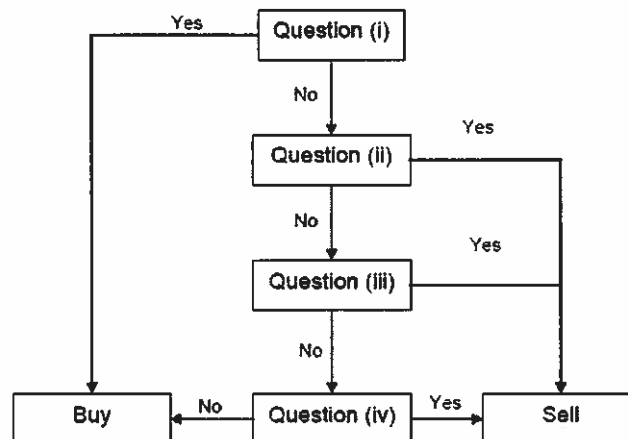 Yes
Question (i)
No
Yes
Question (ii)
No
Yes
Question (iii)
No
Buy
No
Question (iv)
Yes
Sell